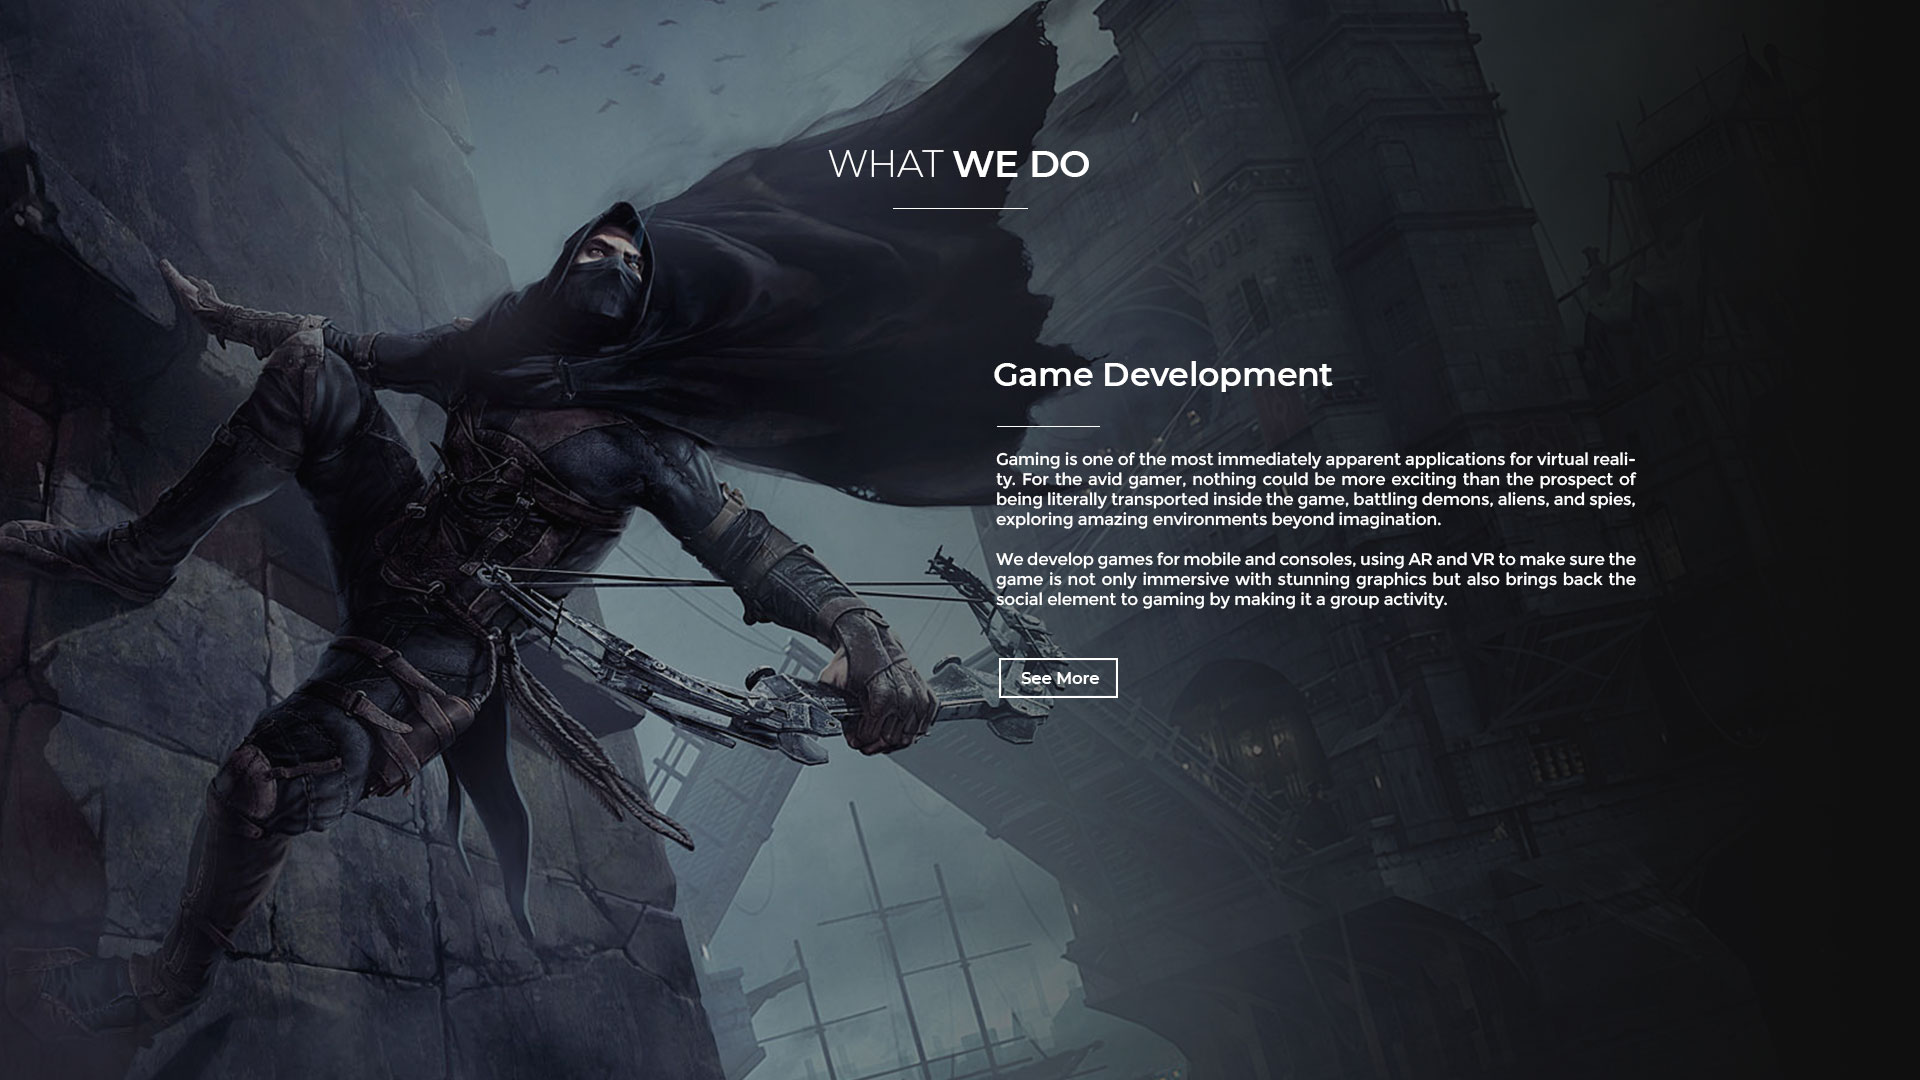 WHAT WE DO
Game Development
Gaming is one of the most immediately apparent applications for virtual reali-
ty. For the avid gamer, nothing could be more exciting than the prospect of
being literally transported inside the game, battling demons, aliens, and spies,
exploring amazing environments beyond imagination.
We develop games for mobile and consoles, using AR and VR to make sure the
game is not only immersive with stunning graphics but also brings back the
social element to gaming by making it a group activity.
See More